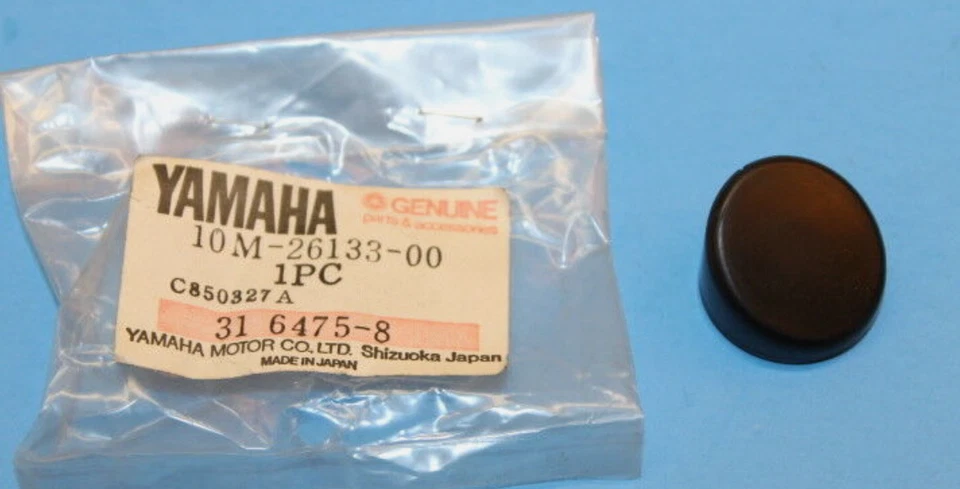 YAMAHA
GENUINE
parts & accessories
10M-26133-00
1PC
C850327A
31 6475-8
YAMAHA MOTOR CO., LTD. Shizuoka Japan
MADE IN JAPAN